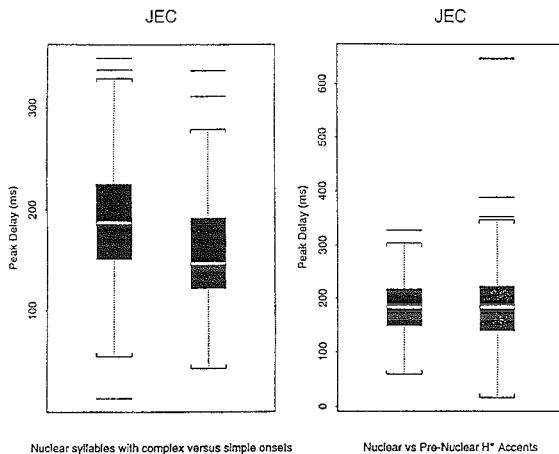 JEC
Peak Delay (ms)
300
200
100
Nuclear syllables with complex versus simple onsets
JEC
Peak Delay (ms)
600
500
400
300
200
100
0
Nuclear vs Pre-Nuclear H* Accents